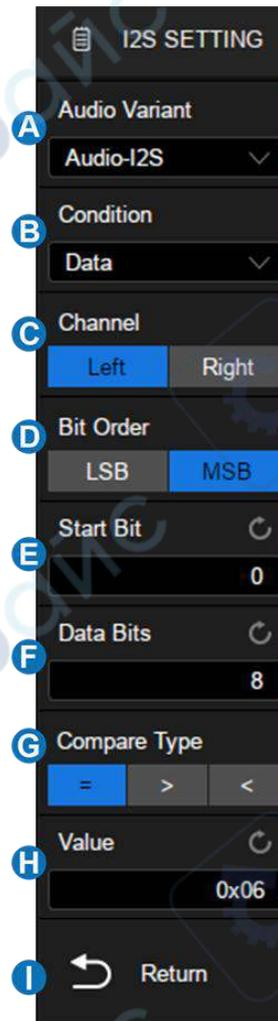 I2S SETTING
A
Audio Variant
Audio-I2S
B
Condition
Data
C
Channel
Left Right
D
Bit Order
LSB MSB
E
Start Bit
0
F
Data Bits
8
G
Compare Type
= > <
H
Value
0x06
I
Return